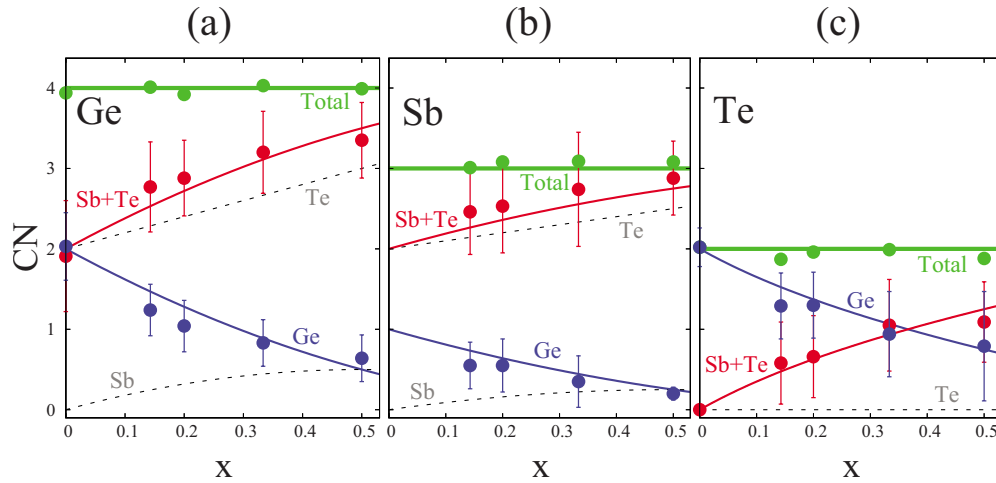 (a) (b) (c)
CN
4
3
2
1
0
Ge
Total
Sb+Te
Te
Ge
Sb
0 0.1 0.2 0.3 0.4 0.5
x
Sb
Total
Sb+Te
Te
Ge
Sb
0 0.1 0.2 0.3 0.4 0.5
x
Te
Total
Ge
Sb+Te
Te
0 0.1 0.2 0.3 0.4 0.5
x